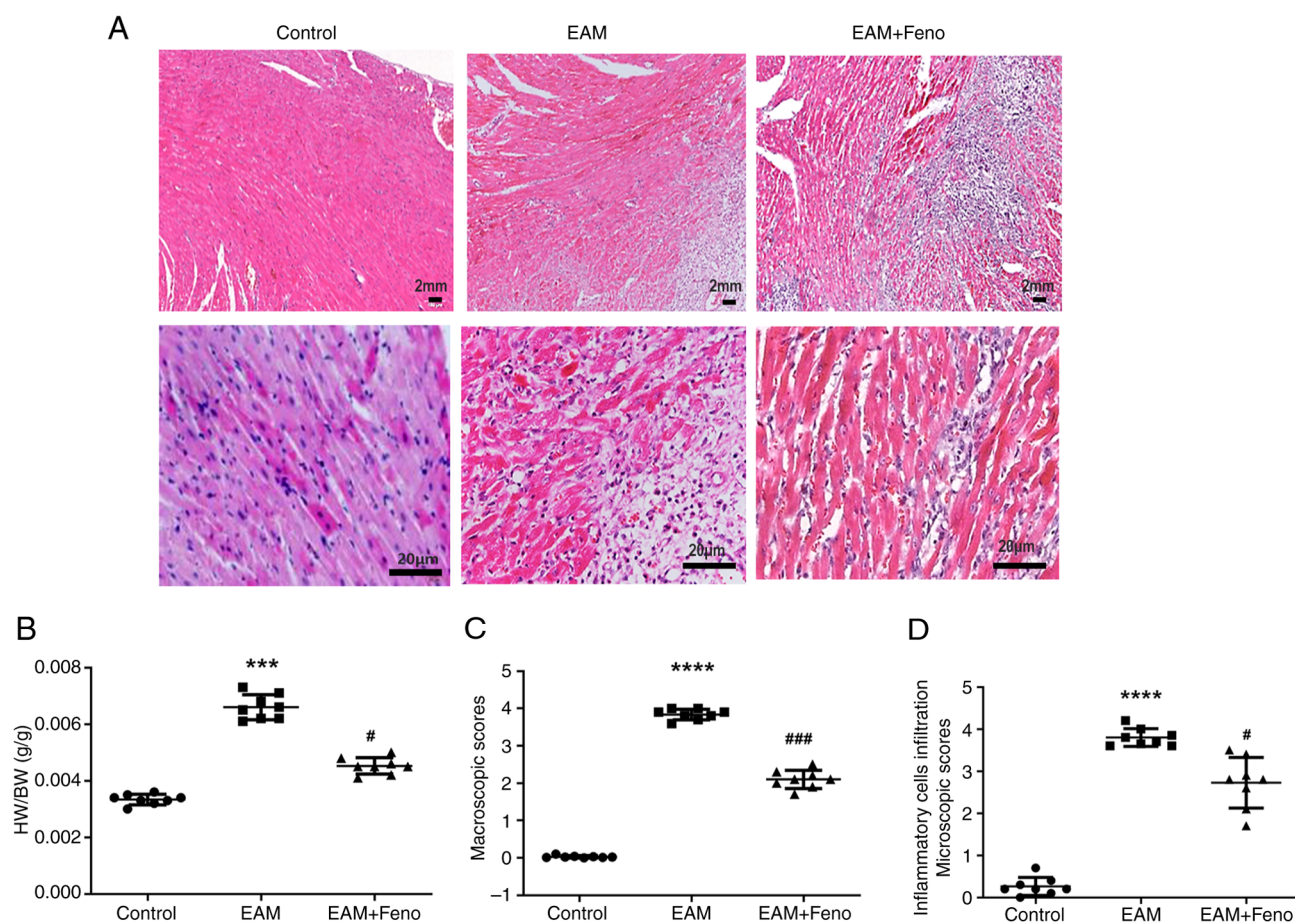 A
Control
EAM
EAM+Feno
2mm
2mm
2mm
20μm
20μm
20μm
B
HW/BW (g/g)
0.008
0.006
0.004
0.002
0.000
***
#
Control
EAM
EAM+Feno
C
Macroscopic scores
5
4
3
2
1
0
–1
****
###
Control
EAM
EAM+Feno
D
Inflammatory cells infiltration
Microscopic scores
5
4
3
2
1
0
****
#
Control
EAM
EAM+Feno